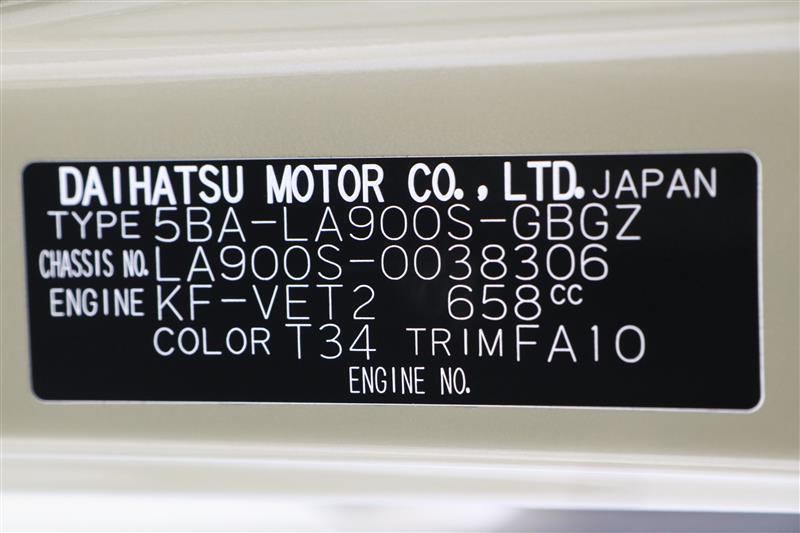 DAIHATSU MOTOR CO., LTD. JAPAN
TYPE 5BA-LA900S-GBGZ
CHASSIS NO. LA900S-0038306
ENGINE KF-VET2 658cc
COLOR T34 TRIM FA10
ENGINE NO.